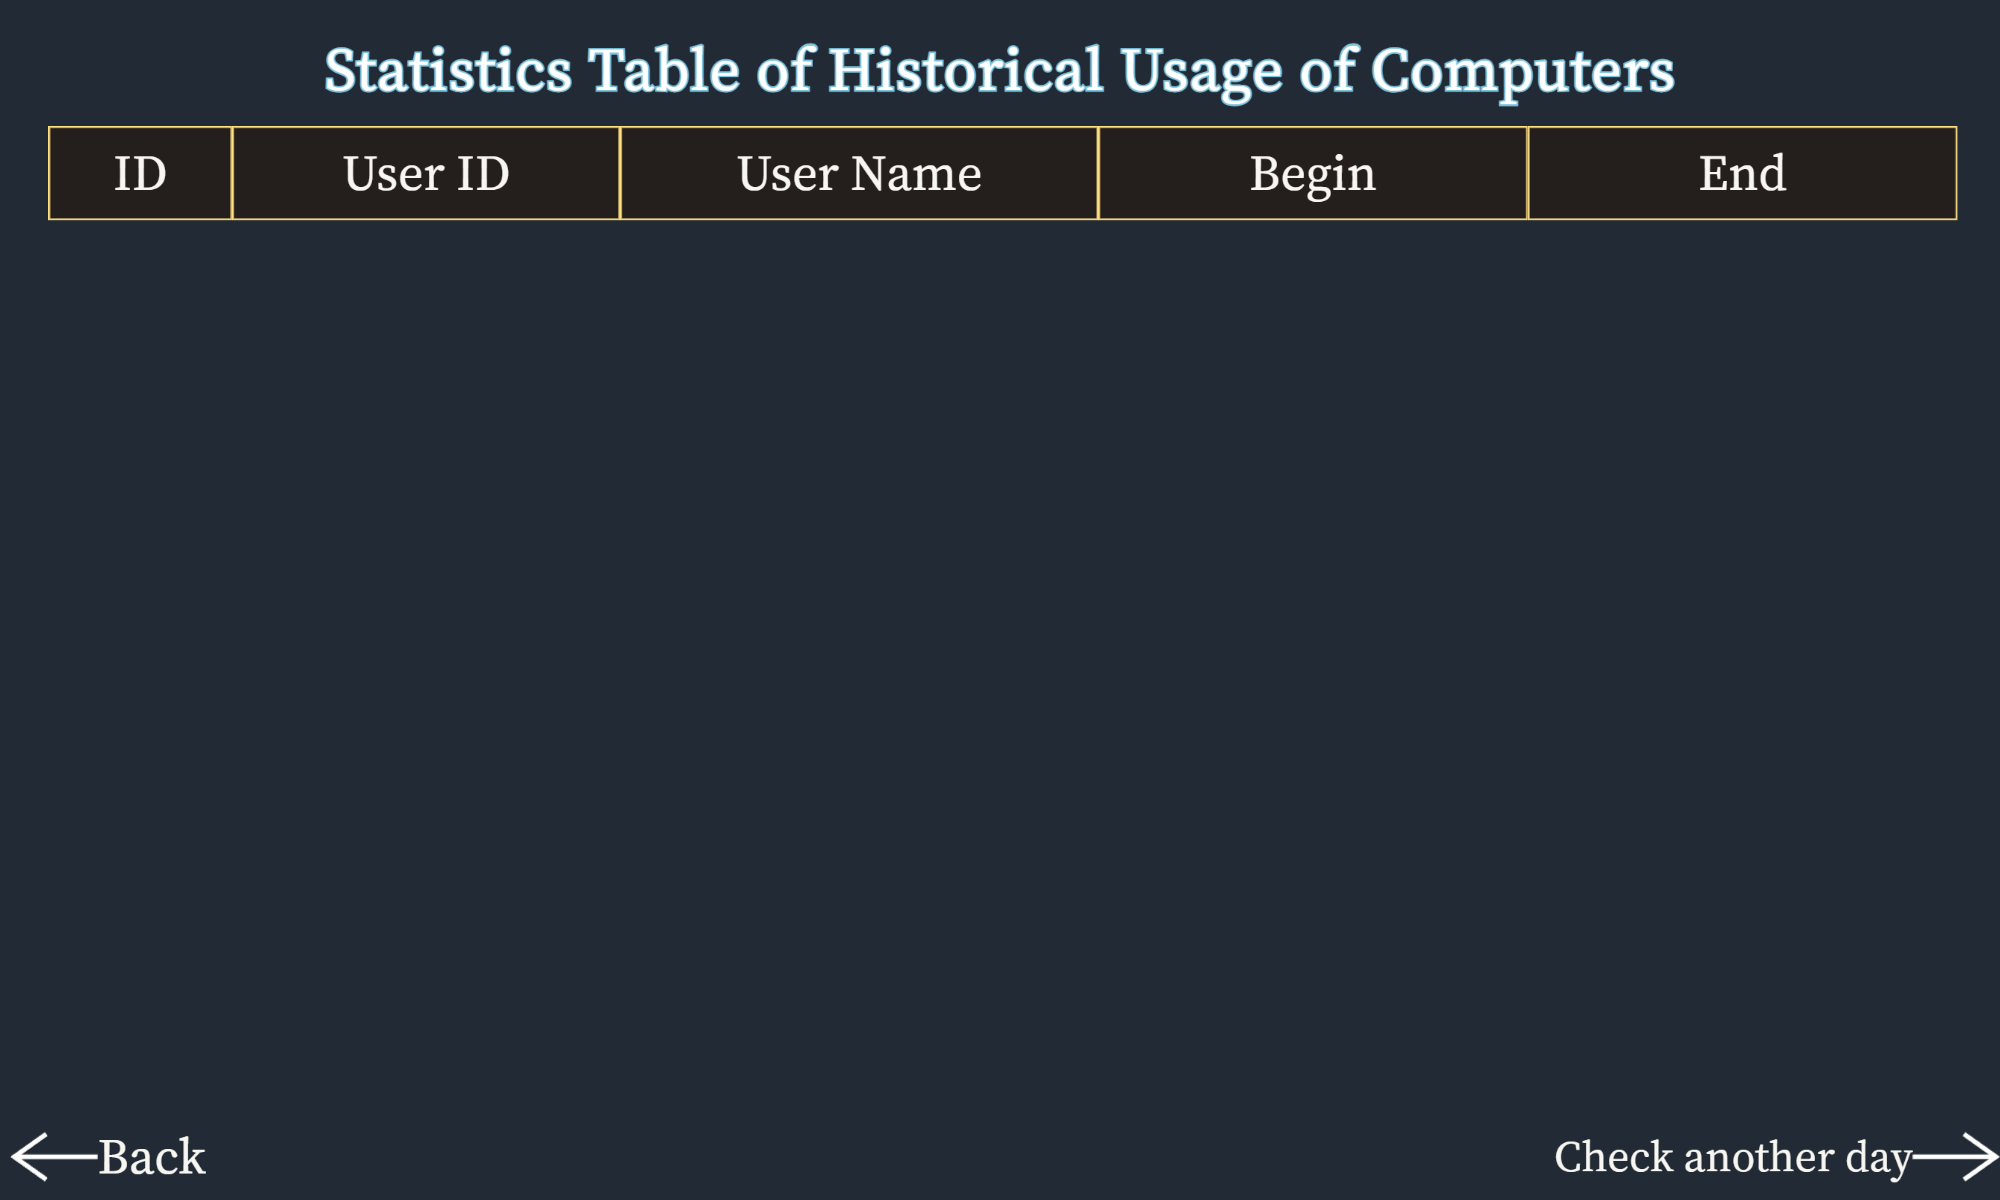 Statistics Table of Historical Usage of Computers
ID User ID User Name Begin End
Back Check another day